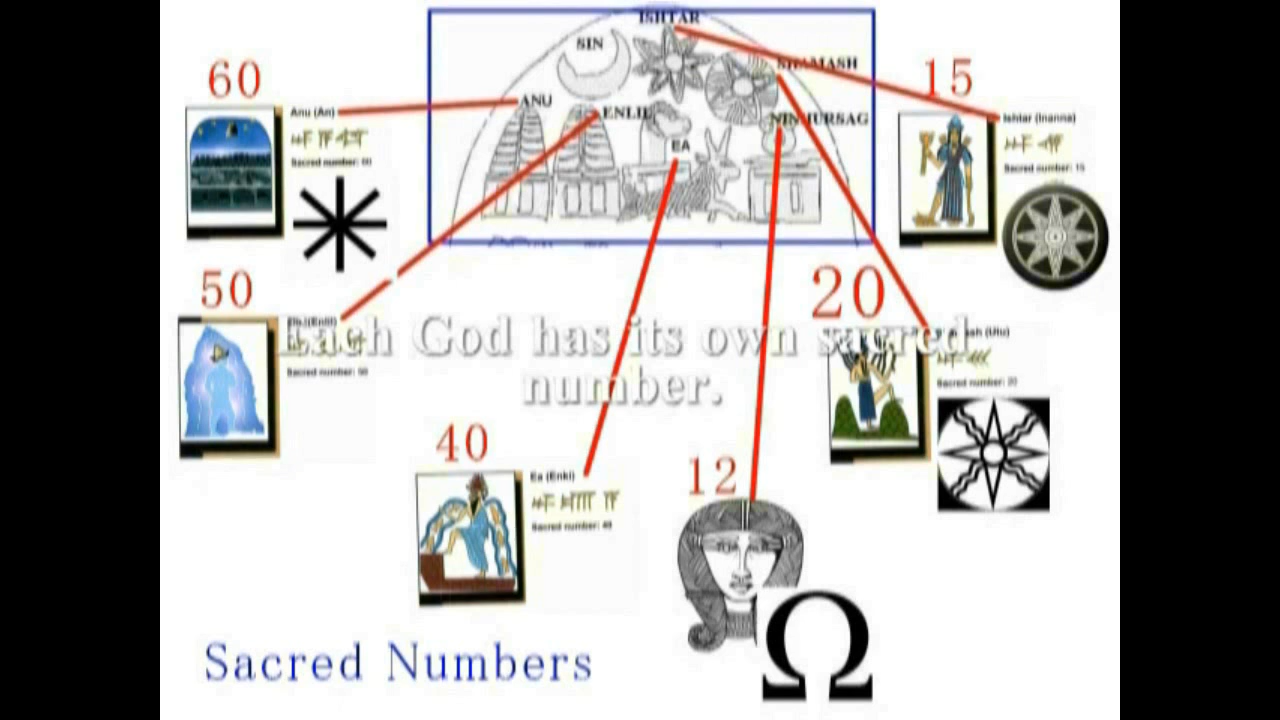 ISHTAR
SIN
SHAMASH
ANU
ENLIL
EA
60
Anu (An)
Sacred number: 60
15
Ishtar (Inanna)
Sacred number: 15
50
(Enlil)
Sacred number: 50
20
(Utu)
Sacred number: 20
Each God has its own sacred
number.
40
Ea (Enki)
Sacred number: 40
12
Ω
Sacred Numbers